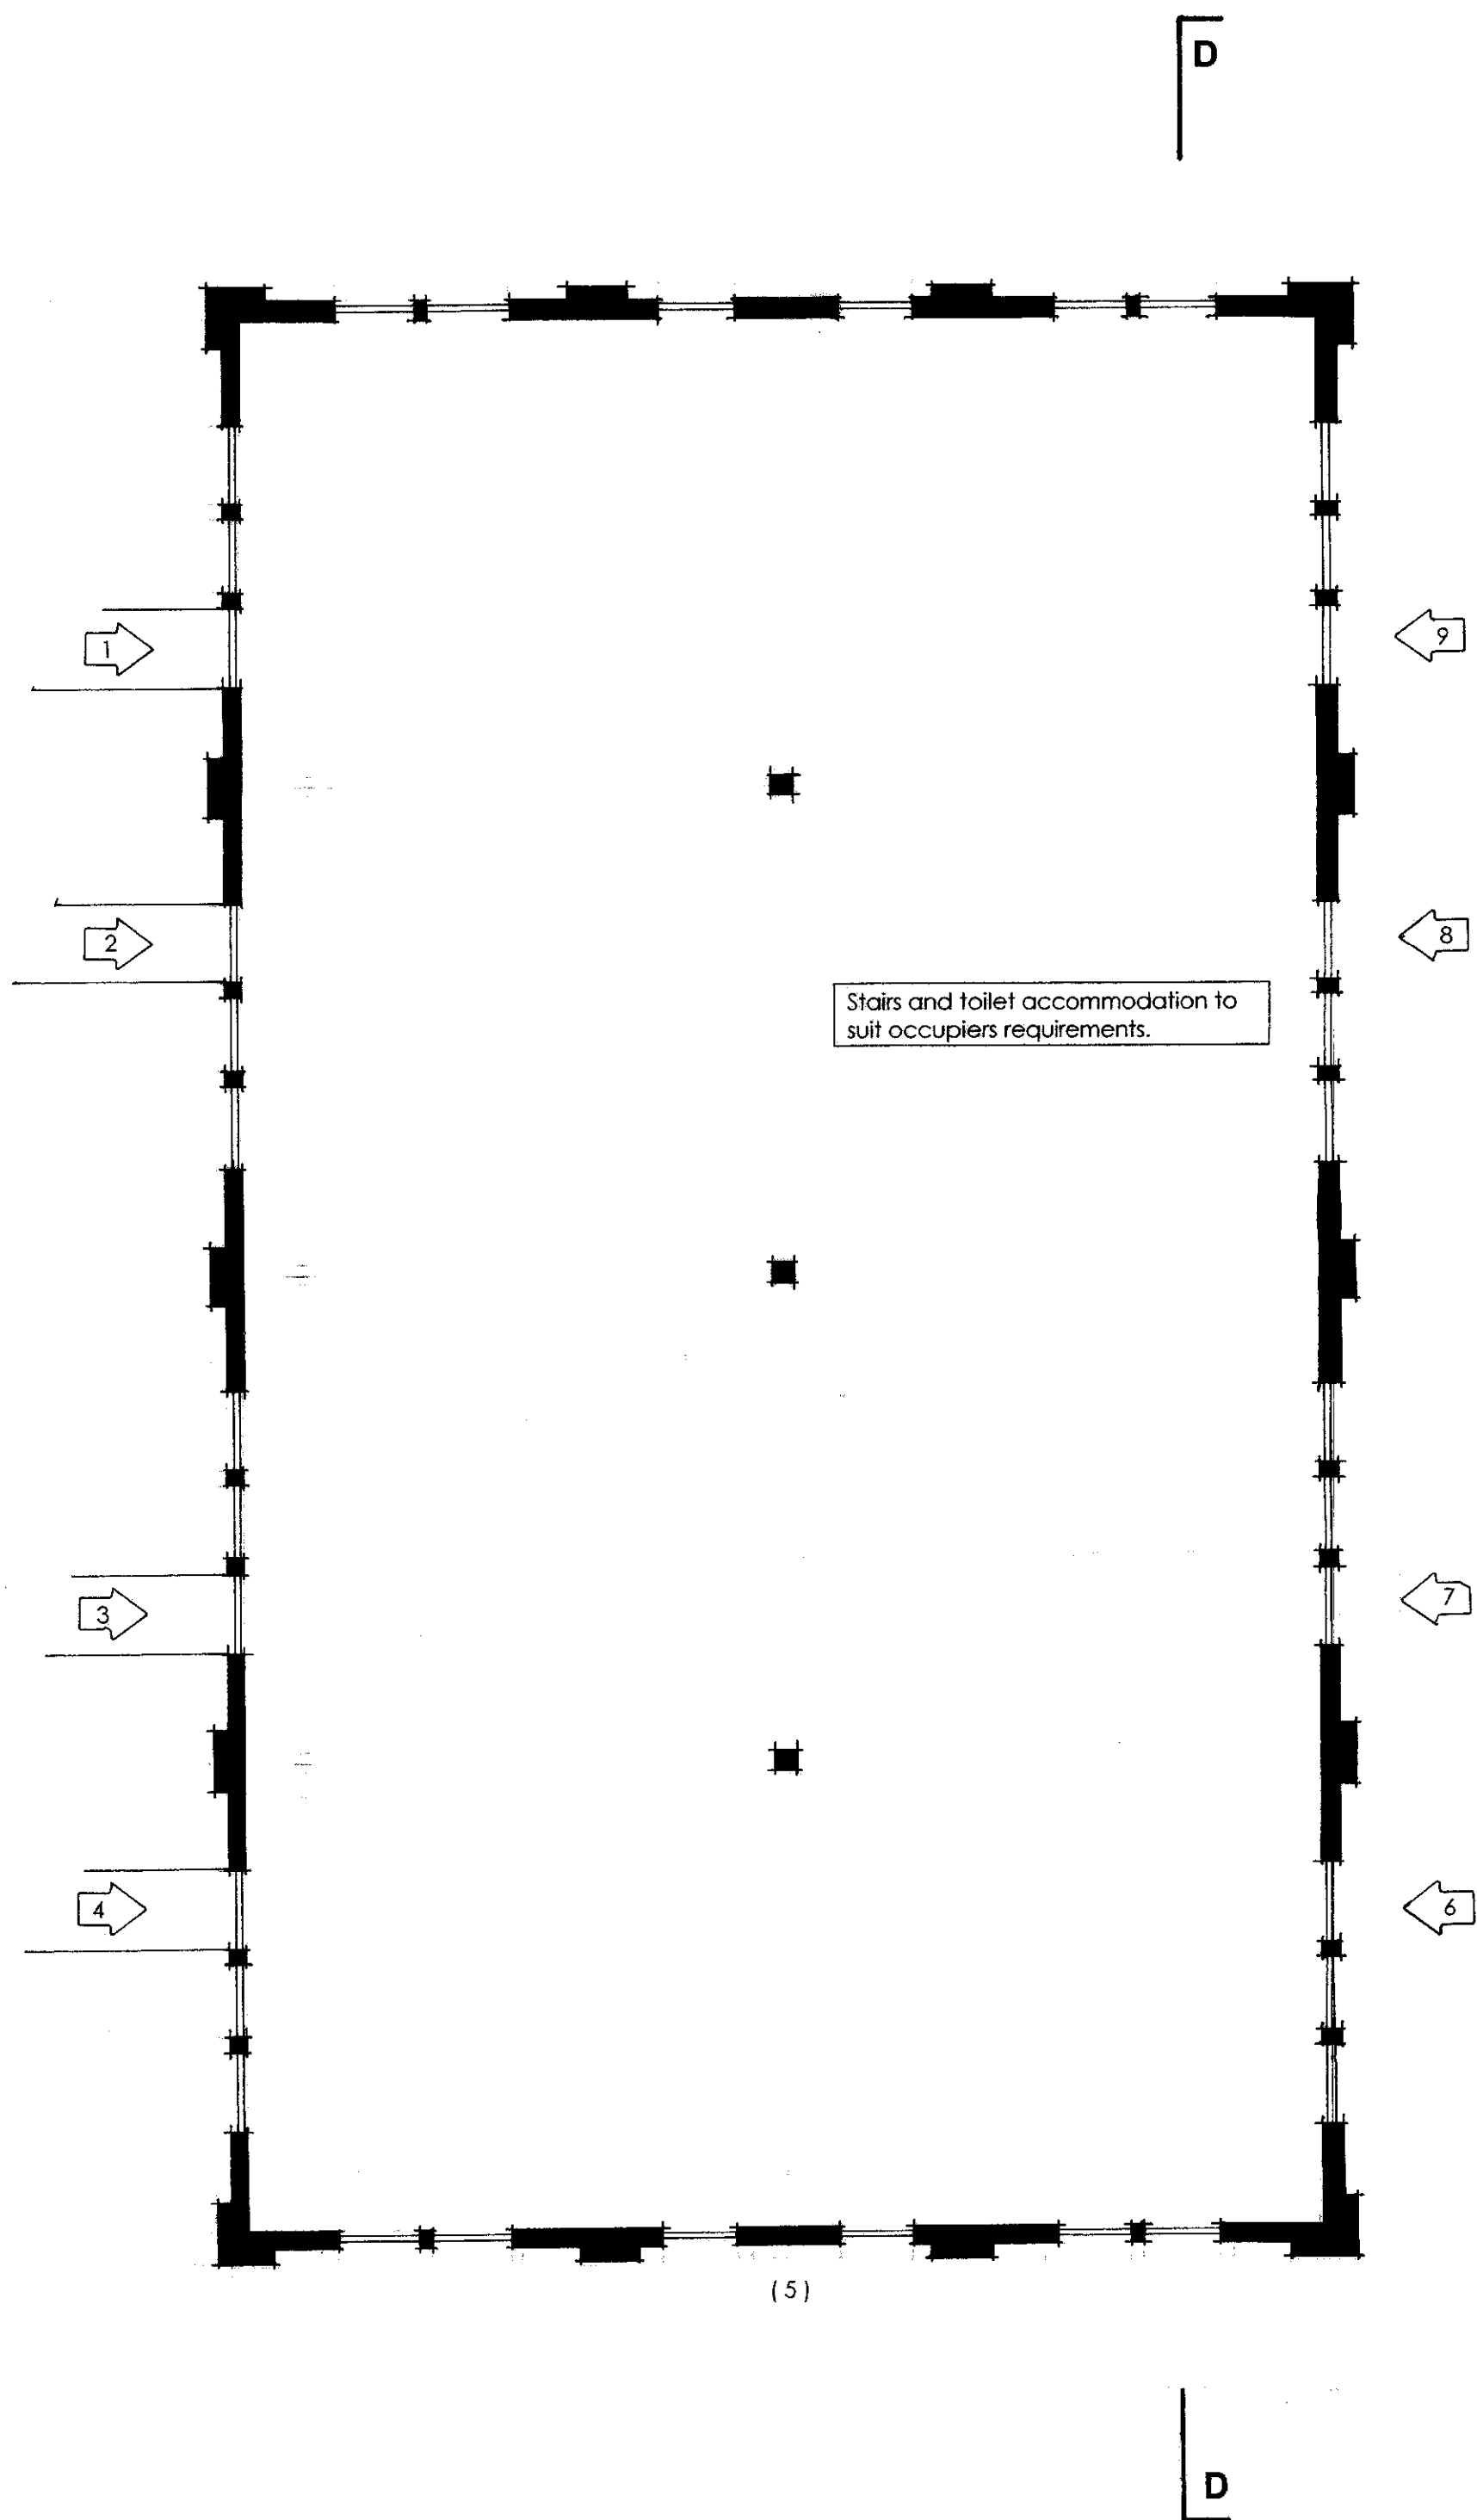 D
1
9
2
8
Stairs and toilet accommodation to
suit occupiers requirements.
3
7
4
6
( 5 )
D